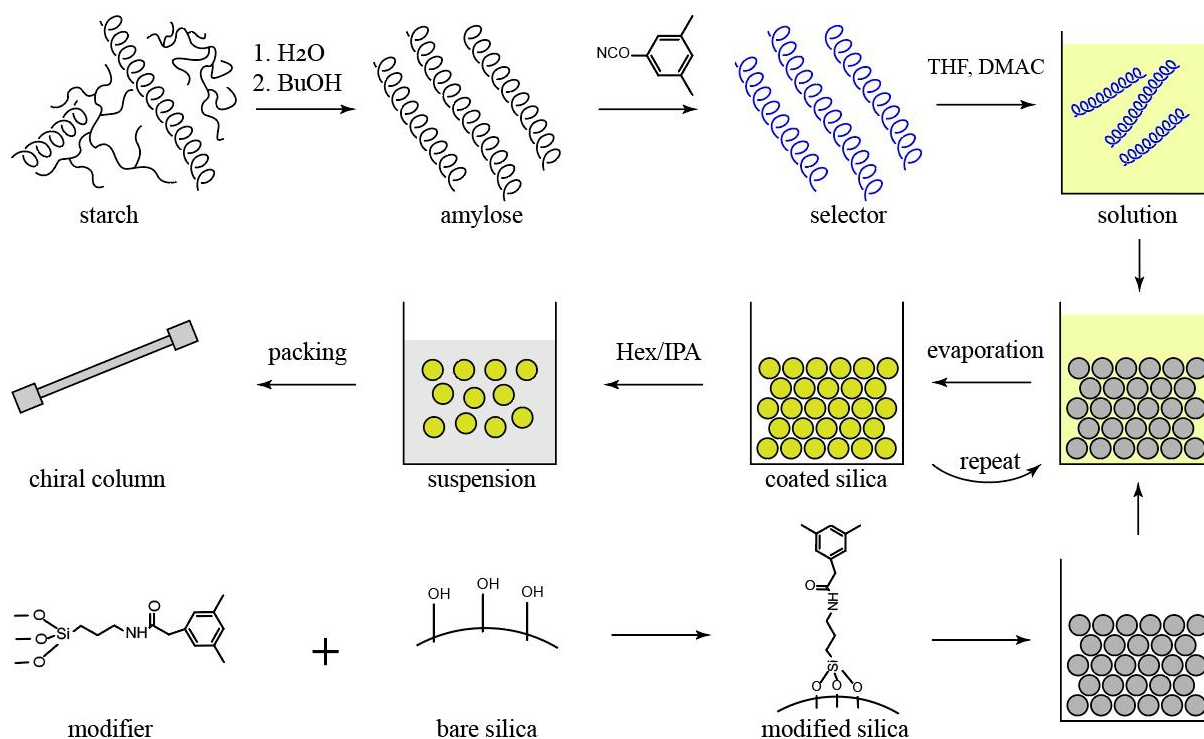 1. H2O
2. BuOH
NCO
THF, DMAC
starch
amylose
selector
solution
packing
Hex/IPA
evaporation
repeat
chiral column
suspension
coated silica
O
O
Si
O
NH
O
+
OH
OH
OH
O
NH
Si
O
O
O
modifier
bare silica
modified silica